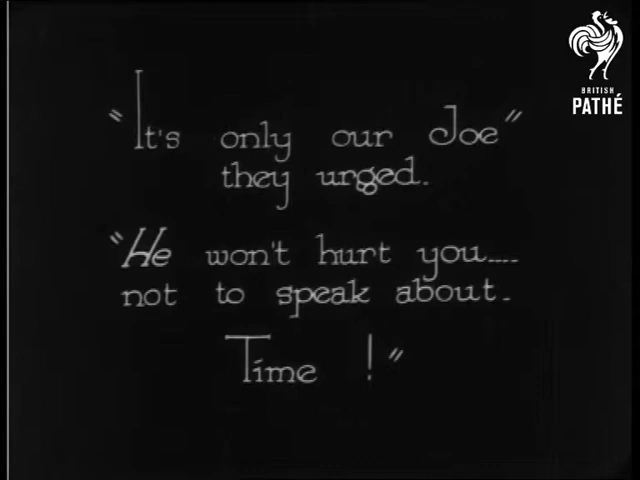 BRITISH
PATHÉ
"It's only our Joe"
they urged.
"He won't hurt you....
not to speak about.
Time !"